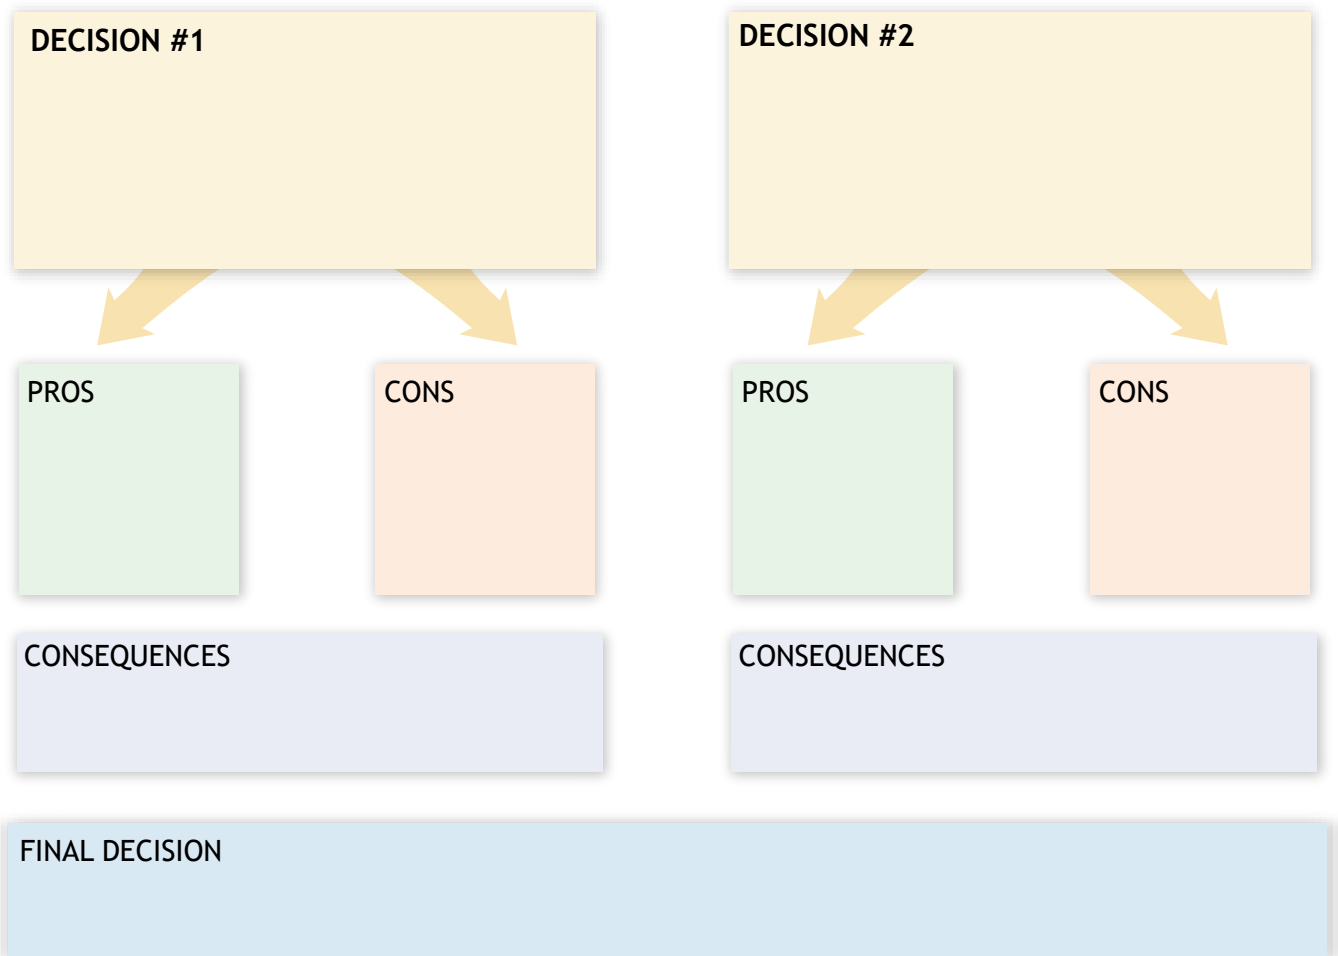 DECISION #1
DECISION #2
PROS
CONS
PROS
CONS
CONSEQUENCES
CONSEQUENCES
FINAL DECISION